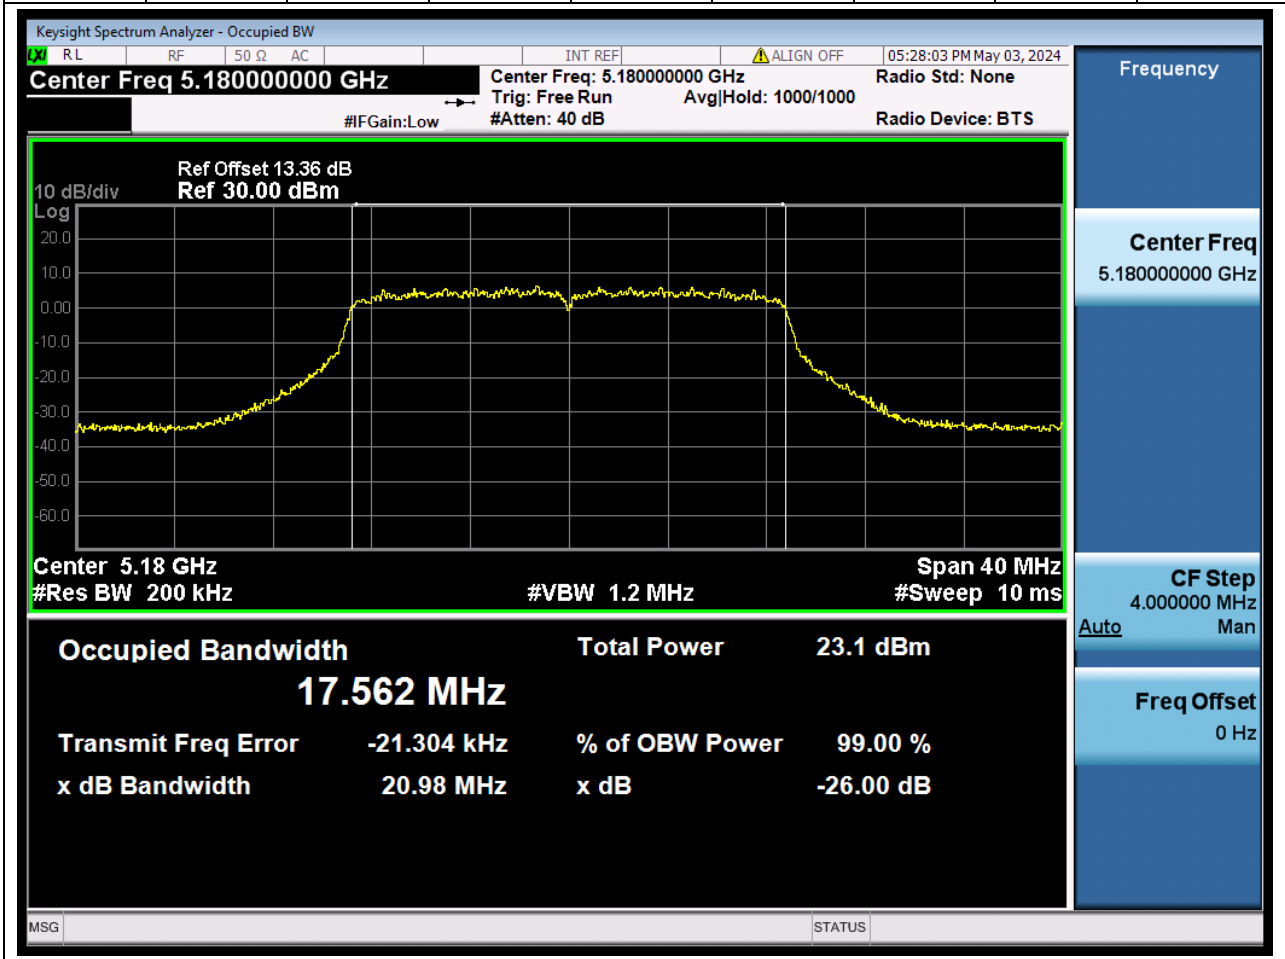 Keysight Spectrum Analyzer - Occupied BW
LXI RL RF 50 Ω AC INT REF ALIGN OFF 05:28:03 PM May 03, 2024
Center Freq 5.180000000 GHz
Center Freq: 5.180000000 GHz
Radio Std: None
Trig: Free Run Avg|Hold: 1000/1000
#IFGain:Low
#Atten: 40 dB
Radio Device: BTS
Ref Offset 13.36 dB
10 dB/div Ref 30.00 dBm
Log
20.0
10.0
0.00
-10.0
-20.0
-30.0
-40.0
-50.0
-60.0
Center 5.18 GHz Span 40 MHz
#Res BW 200 kHz #VBW 1.2 MHz #Sweep 10 ms
Occupied Bandwidth Total Power 23.1 dBm
17.562 MHz
Transmit Freq Error -21.304 kHz % of OBW Power 99.00 %
x dB Bandwidth 20.98 MHz x dB -26.00 dB
Frequency
Center Freq
5.180000000 GHz
CF Step
4.000000 MHz
Auto Man
Freq Offset
0 Hz
MSG STATUS